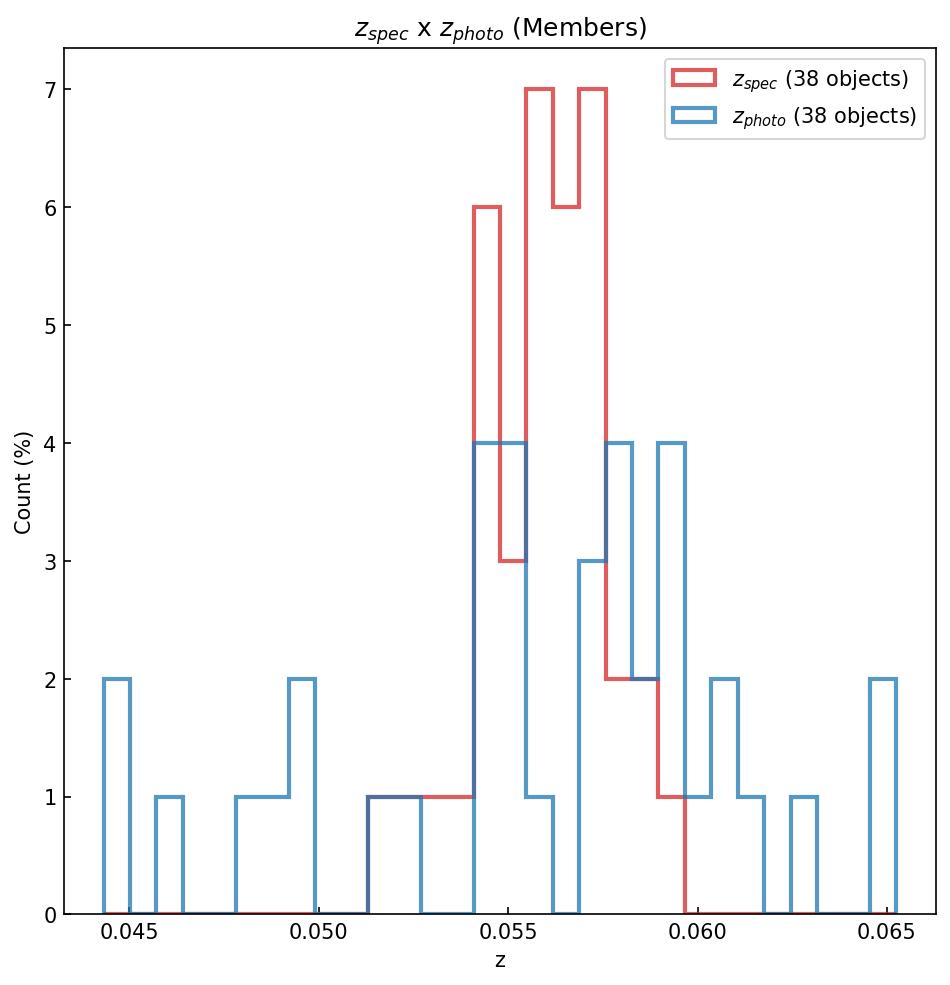 z_spec x z_photo (Members)
z_spec (38 objects)
z_photo (38 objects)
Count (%)
7
6
5
4
3
2
1
0
0.045 0.050 0.055 0.060 0.065
z